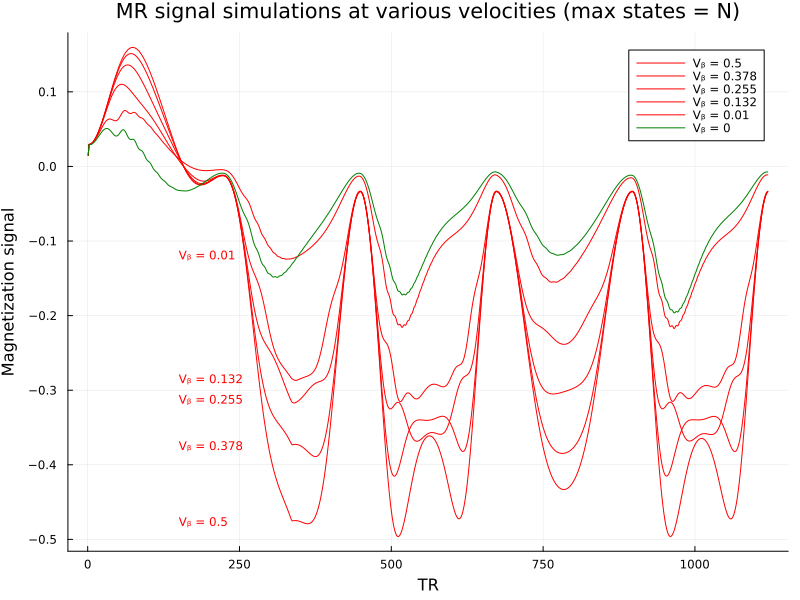 MR signal simulations at various velocities (max states = N)
Vᵦ = 0.5
Vᵦ = 0.378
Vᵦ = 0.255
Vᵦ = 0.132
Vᵦ = 0.01
Vᵦ = 0
Magnetization signal
0.1
0.0
−0.1
−0.2
−0.3
−0.4
−0.5
Vᵦ = 0.01
Vᵦ = 0.132
Vᵦ = 0.255
Vᵦ = 0.378
Vᵦ = 0.5
0 250 500 750 1000
TR